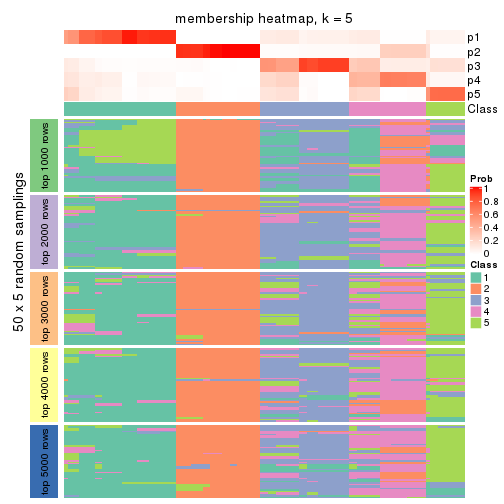 membership heatmap, k = 5
p1
p2
p3
p4
p5
Class
50 x 5 random samplings
top 1000 rows
top 2000 rows
top 3000 rows
top 4000 rows
top 5000 rows
Prob
1
0.8
0.6
0.4
0.2
0
Class
1
2
3
4
5